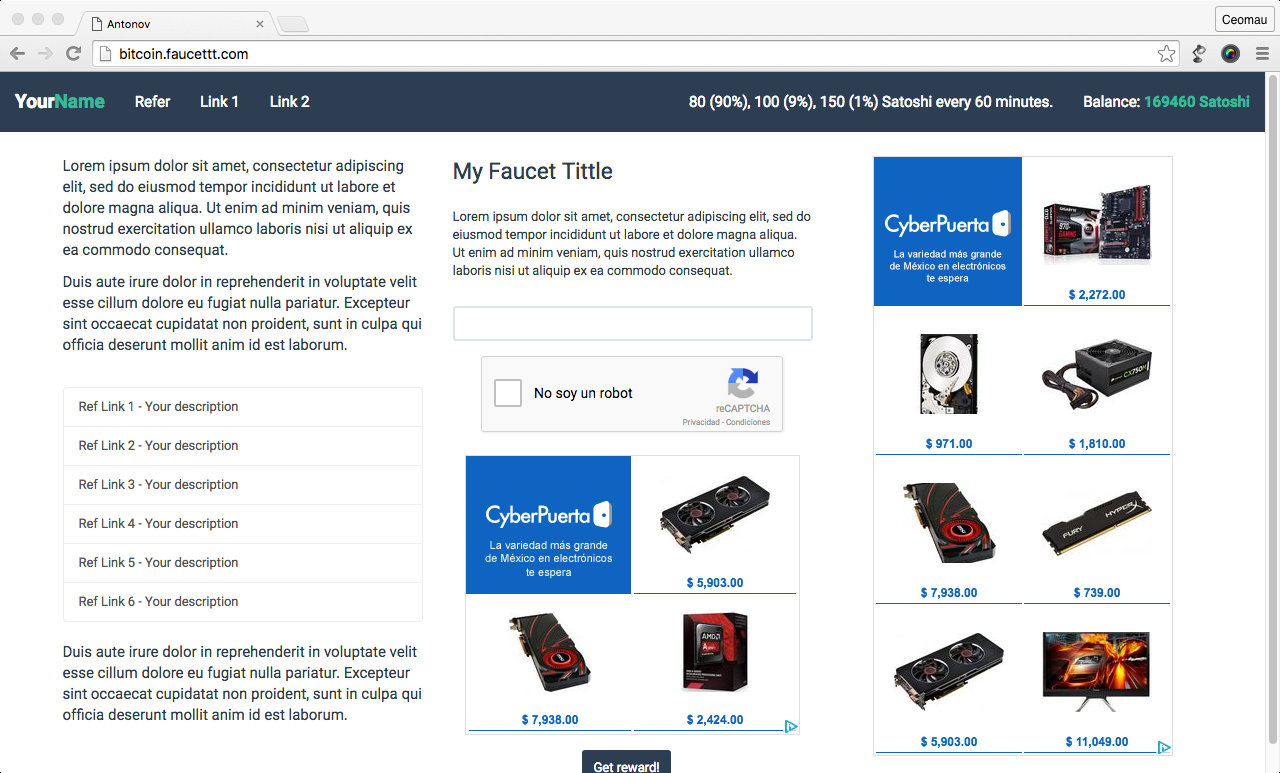 Antonov
Ceomau
bitcoin.faucettt.com
YourName
Refer
Link 1
Link 2
80 (90%), 100 (9%), 150 (1%) Satoshi every 60 minutes.
Balance: 169460 Satoshi
Lorem ipsum dolor sit amet, consectetur adipiscing
elit, sed do eiusmod tempor incididunt ut labore et
dolore magna aliqua. Ut enim ad minim veniam, quis
nostrud exercitation ullamco laboris nisi ut aliquip ex
ea commodo consequat.
Duis aute irure dolor in reprehenderit in voluptate velit
esse cillum dolore eu fugiat nulla pariatur. Excepteur
sint occaecat cupidatat non proident, sunt in culpa qui
officia deserunt mollit anim id est laborum.
Ref Link 1 - Your description
Ref Link 2 - Your description
Ref Link 3 - Your description
Ref Link 4 - Your description
Ref Link 5 - Your description
Ref Link 6 - Your description
Duis aute irure dolor in reprehenderit in voluptate velit
esse cillum dolore eu fugiat nulla pariatur. Excepteur
sint occaecat cupidatat non proident, sunt in culpa qui
officia deserunt mollit anim id est laborum.
My Faucet Tittle
Lorem ipsum dolor sit amet, consectetur adipiscing elit, sed do
eiusmod tempor incididunt ut labore et dolore magna aliqua.
Ut enim ad minim veniam, quis nostrud exercitation ullamco
laboris nisi ut aliquip ex ea commodo consequat.
No soy un robot
reCAPTCHA
Privacidad - Condiciones
CyberPuerta
La variedad más grande
de México en electrónicos
te espera
$ 5,903.00
$ 7,938.00
AMD
$ 2,424.00
Get reward!
CyberPuerta
La variedad más grande
de México en electrónicos
te espera
GIGABYTE
970-
GAMING
$ 2,272.00
$ 971.00
CX750M
$ 1,810.00
$ 7,938.00
FURY
HYPERX
$ 739.00
$ 5,903.00
$ 11,049.00